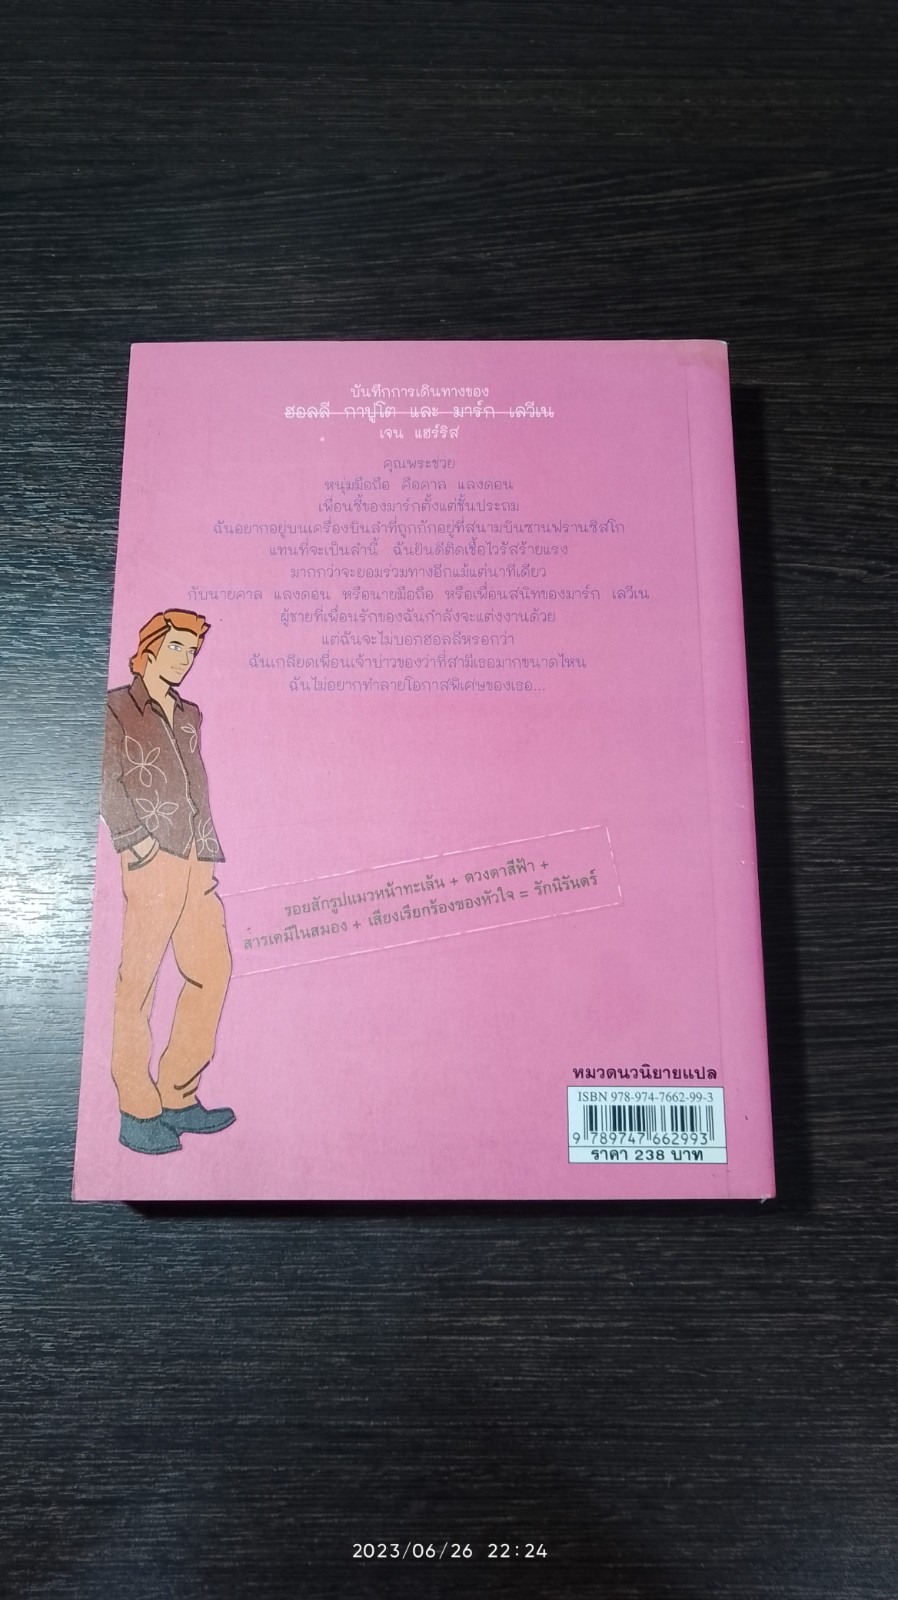 บันทึกการเดินทางของ
ฮอลลี กาปูโต และ มาร์ก เลวีเน
เจน แฮร์ริส
คุณพระช่วย
หนุ่มมือถือ คือคาล แลงดอน
เพื่อนซี้ของมาร์กตั้งแต่ชั้นประถม
ฉันอยากอยู่บนเครื่องบินลำที่ถูกกักอยู่ที่สนามบินซานฟรานซิสโก
แทนที่จะเป็นลำนี้ ฉันยินดีติดเชื้อไวรัสร้ายแรง
มากกว่าจะยอมร่วมทางอีกแม้แต่นาทีเดียว
กับนายคาล แลงดอน หรือนายมือถือ หรือเพื่อนสนิทของมาร์ก เลวีเน
ผู้ชายที่เพื่อนรักของฉันกำลังจะแต่งงานด้วย
แต่ฉันจะไม่บอกฮอลลีหรอกว่า
ฉันเกลียดเพื่อนเจ้าบ่าวของว่าที่สามีเธอมากขนาดไหน
ฉันไม่อยากทำลายโอกาสพิเศษของเธอ...
รอยสักรูปแมวหน้าทะเล้น + ดวงตาสีฟ้า +
สารเคมีในสมอง + เสียงเรียกร้องของหัวใจ = รักนิรันดร์
หมวดนวนิยายแปล
ISBN 978-974-7662-99-3
9 789747 662993
ราคา 238 บาท
2023/06/26 22:24